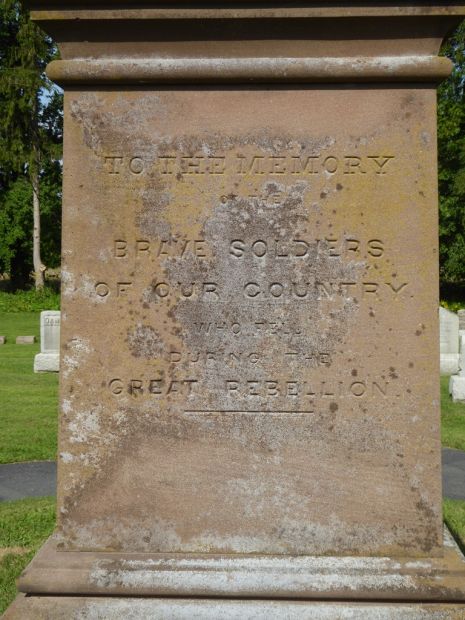 TO THE MEMORY
OF THE
BRAVE SOLDIERS
OF OUR COUNTRY.
WHO FELL
DURING THE
GREAT REBELLION.